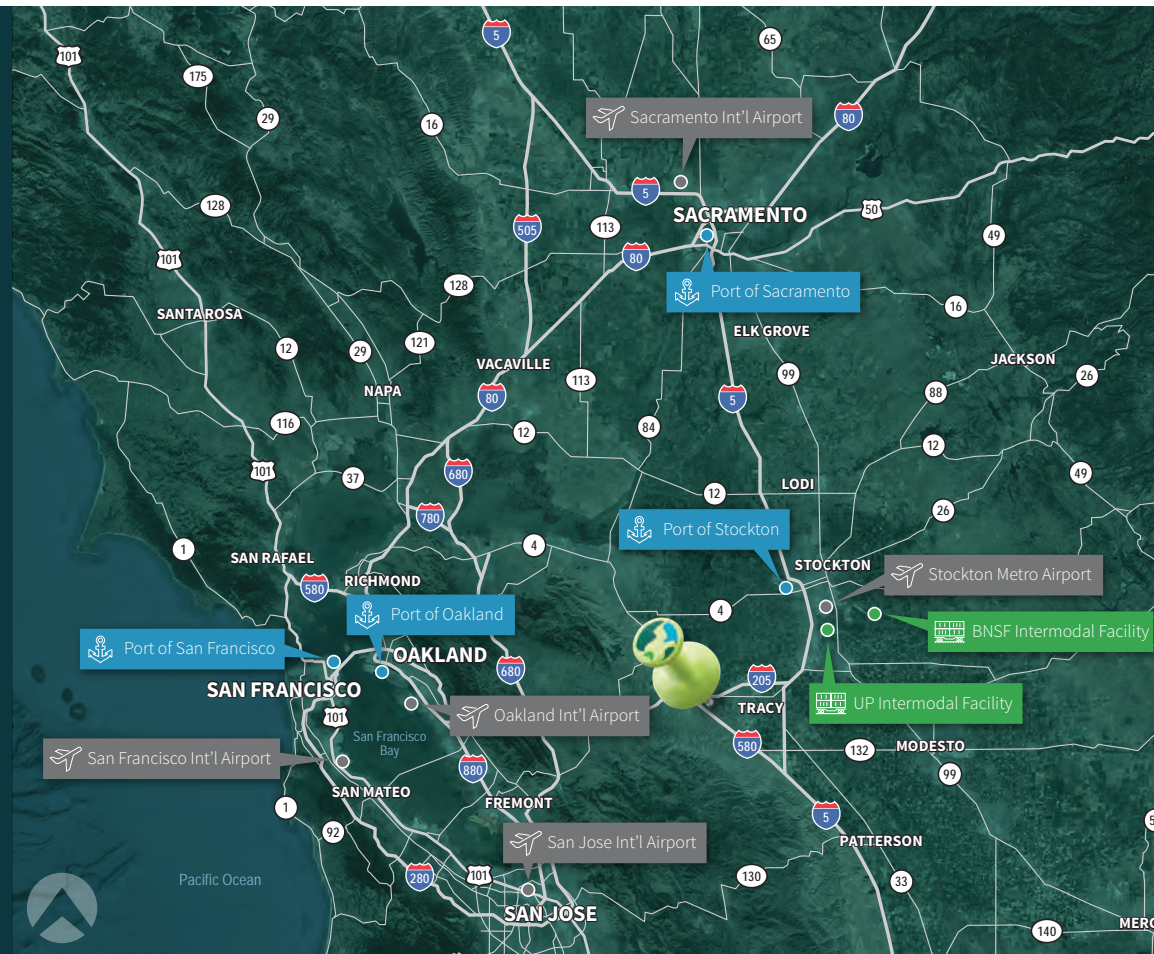 5
65
101
175
29
16
Sacramento Int'l Airport
80
128
5
SACRAMENTO
50
505
113
49
101
80
128
Port of Sacramento
16
SANTA ROSA
ELK GROVE
12
29
121
VACAVILLE
JACKSON
99
26
NAPA
113
80
5
88
116
12
84
12
101
680
49
37
LODI
12
780
26
Port of Stockton
1
4
SAN RAFAEL
STOCKTON
Stockton Metro Airport
580
RICHMOND
4
Port of Oakland
BNSF Intermodal Facility
Port of San Francisco
OAKLAND
680
205
SAN FRANCISCO
UP Intermodal Facility
TRACY
101
Oakland Int'l Airport
San Francisco
Bay
580
132
MODESTO
San Francisco Int'l Airport
880
99
SAN MATEO
FREMONT
1
5
5
92
PATTERSON
San Jose Int'l Airport
280
101
130
33
Pacific Ocean
SAN JOSE
140
MERC